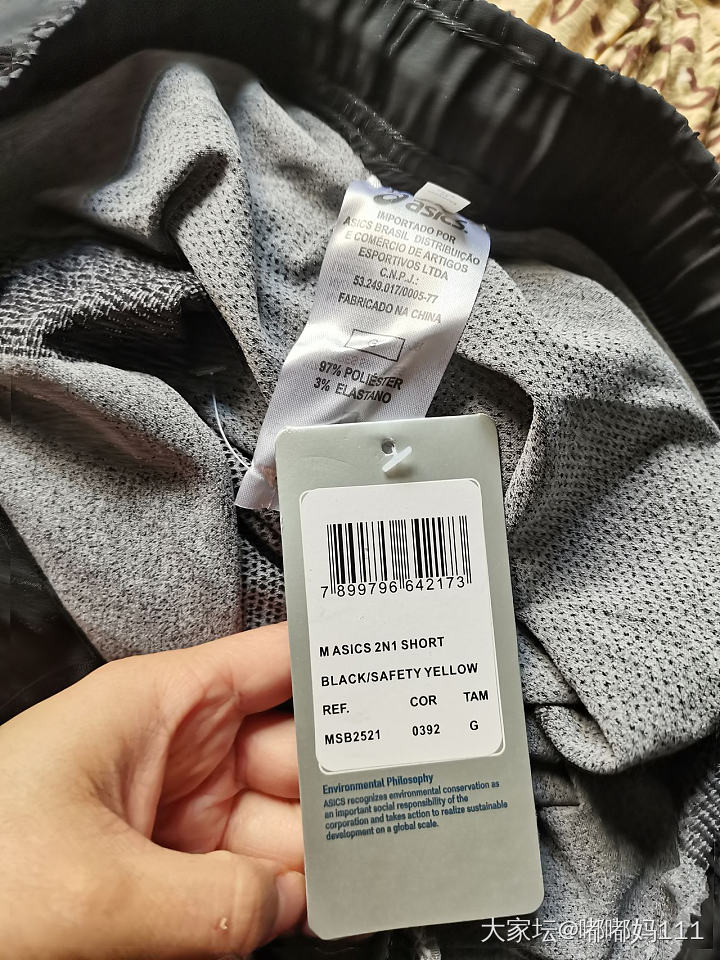 asics
IMPORTADO POR
ASICS BRASIL DISTRIBUIÇÃO
E COMÉRCIO DE ARTIGOS
ESPORTIVOS LTDA
C.N.P.J.:
53.249.017/0005-77
FABRICADO NA CHINA
G
97% POLIÉSTER
3% ELASTANO
7 899796 642173
M ASICS 2N1 SHORT
BLACK/SAFETY YELLOW
REF. COR TAM
MSB2521 0392 G
Environmental Philosophy
ASICS recognizes environmental conservation as
an important social responsibility of the
corporation and takes action to realize sustainable
development on a global scale.
大家坛@嘟嘟妈111